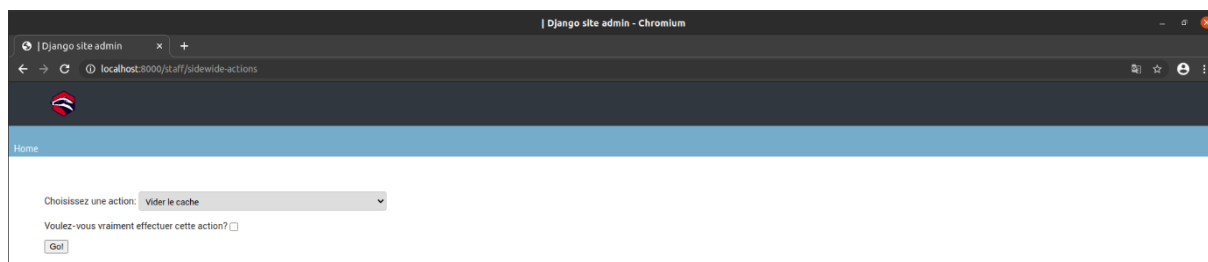 | Django site admin - Chromium
| Django site admin
localhost:8000/staff/sidewide-actions
Home
Choisissez une action: Vider le cache
Voulez-vous vraiment effectuer cette action?
Go!